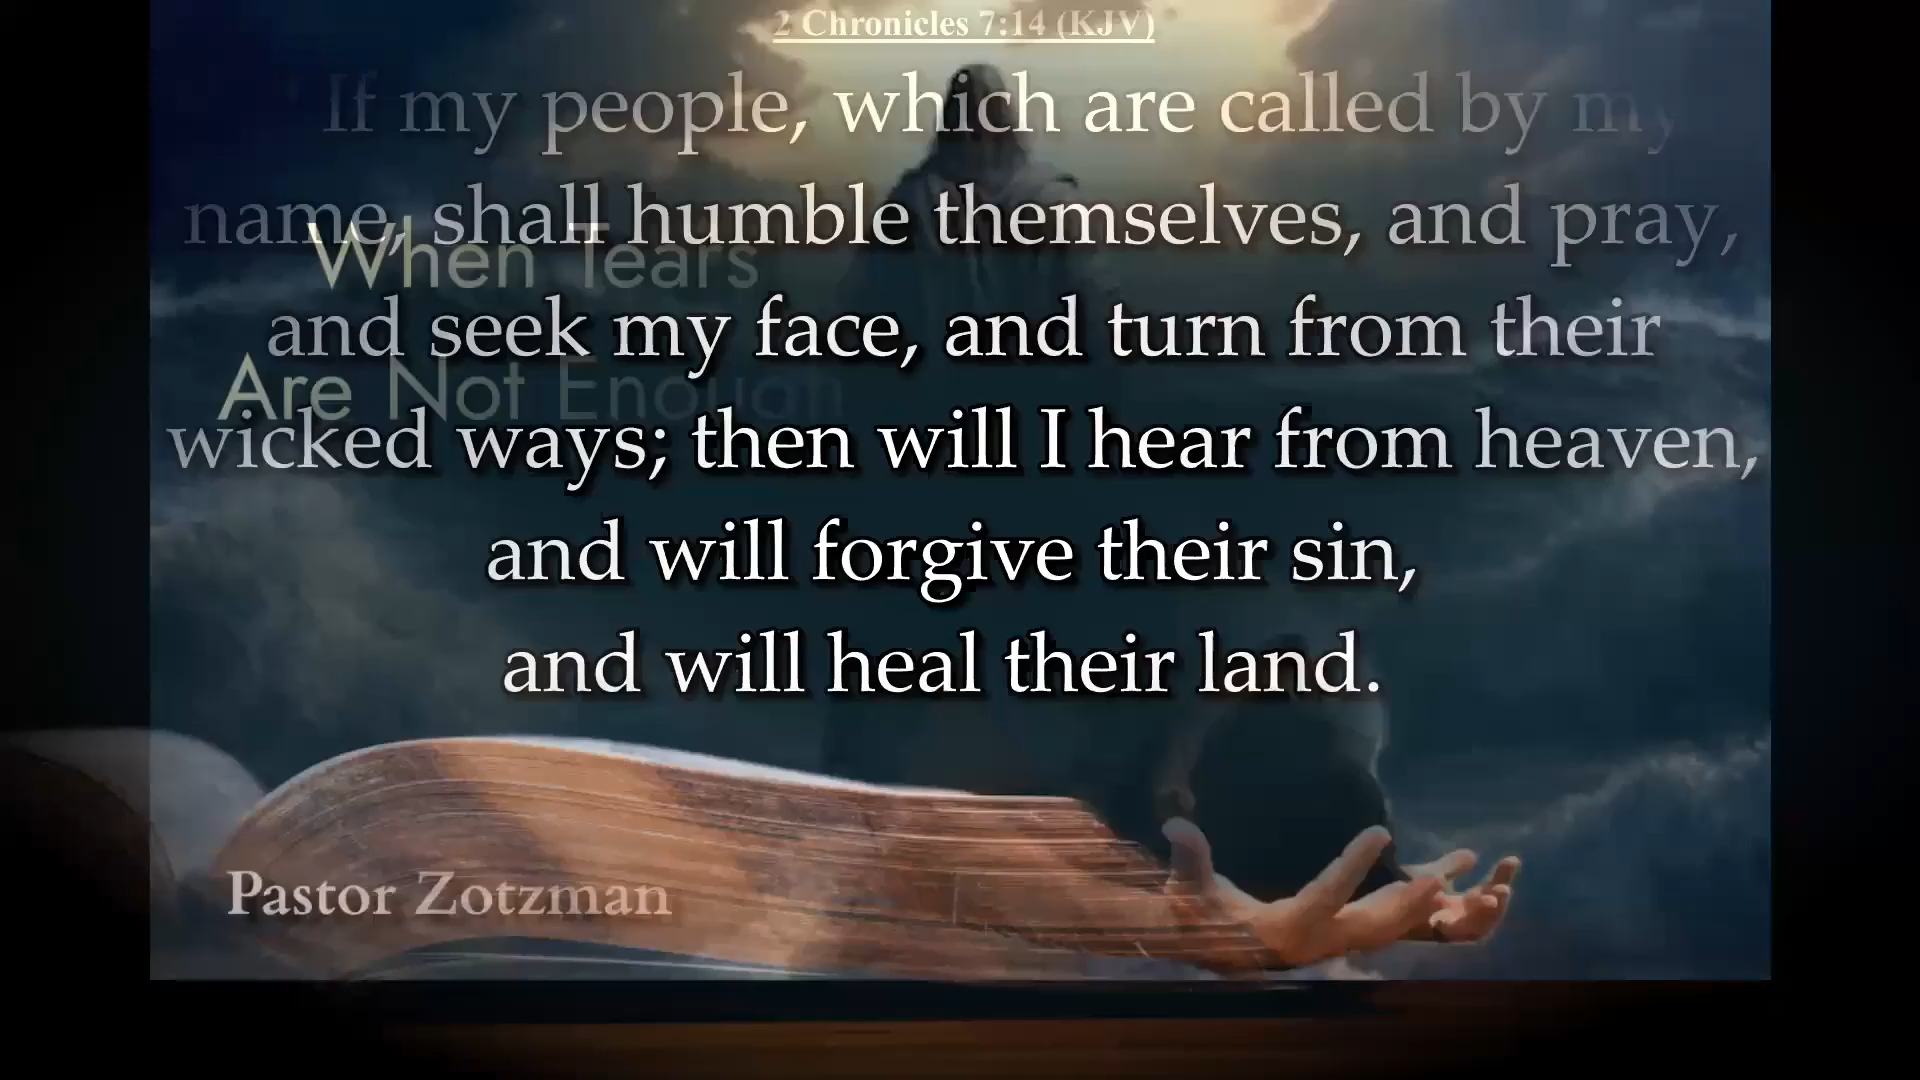 2 Chronicles 7:14 (KJV)
If my people, which are called by my
name, shall humble themselves, and pray,
and seek my face, and turn from their
wicked ways; then will I hear from heaven,
and will forgive their sin,
and will heal their land.
When Tears
Are Not Enough
Pastor Zotzman